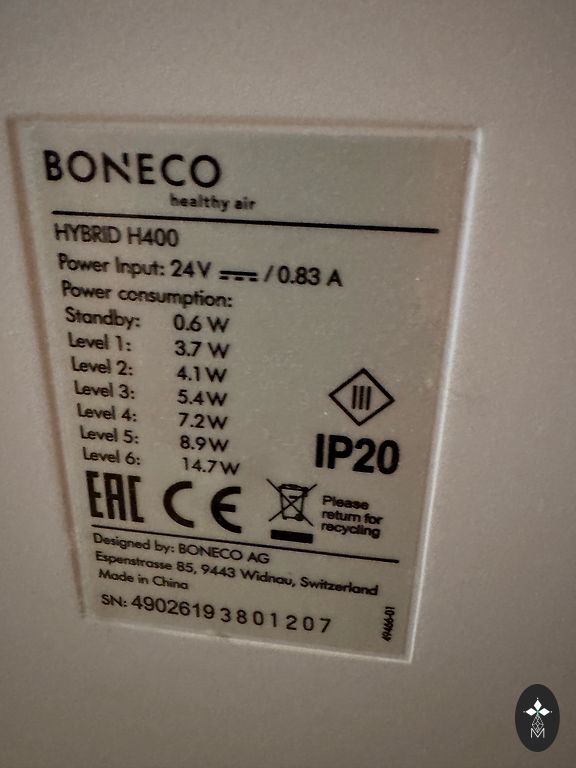 BONECO
healthy air
HYBRID H400
Power Input: 24V ⎓ / 0.83 A
Power consumption:
Standby: 0.6 W
Level 1: 3.7 W
Level 2: 4.1 W
Level 3: 5.4 W
Level 4: 7.2 W
Level 5: 8.9 W
Level 6: 14.7 W
III
IP20
EAC CE
Please
return for
recycling
Designed by: BONECO AG
Espenstrasse 85, 9443 Widnau, Switzerland
Made in China
SN: 4902619 3801207
49466-01
M